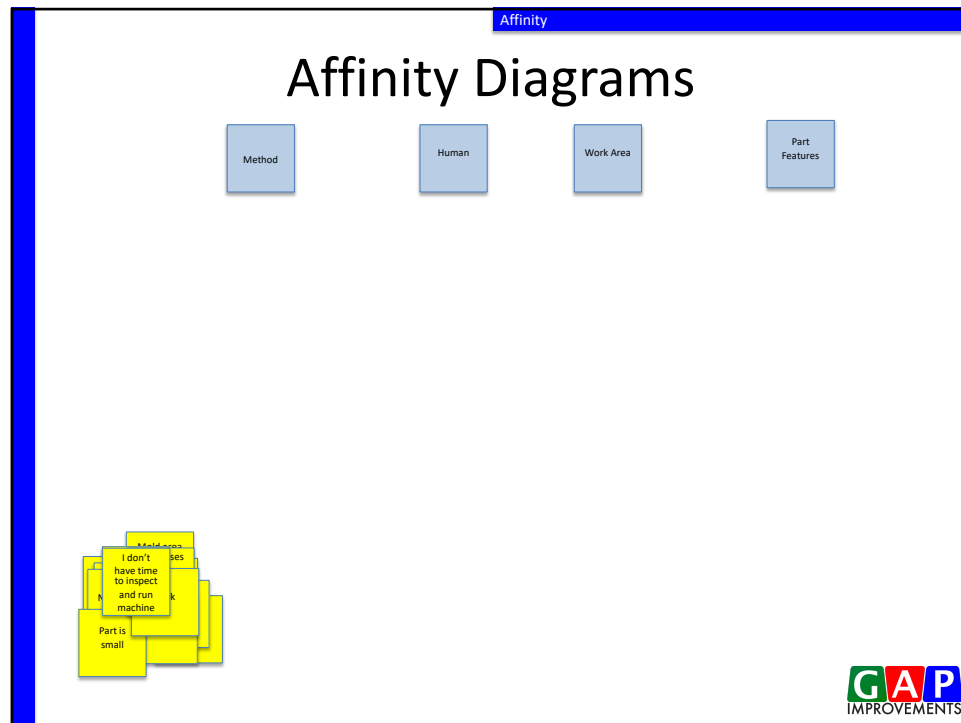 Affinity
Affinity Diagrams
Method
Human
Work Area
Part
Features
I don't
have time
to inspect
and run
machine
Part is
small
GAP
IMPROVEMENTS